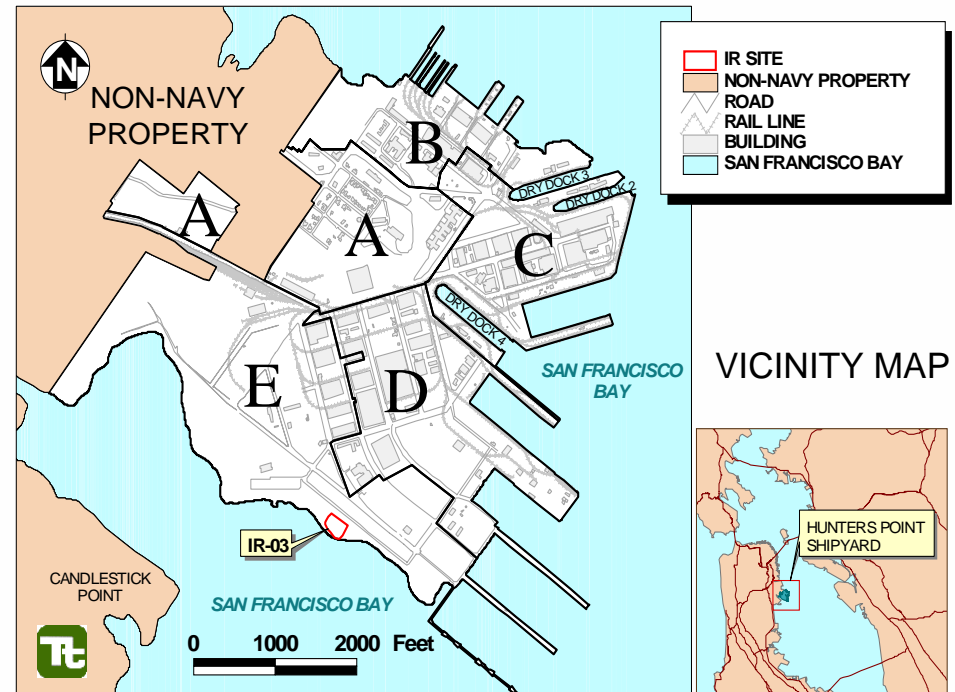 N
NON-NAVY
PROPERTY
A
B
A
DRY DOCK 3
DRY DOCK 2
C
DRY DOCK 4
E
D
SAN FRANCISCO
BAY
IR-03
CANDLESTICK
POINT
SAN FRANCISCO BAY
Tt
0 1000 2000 Feet
IR SITE
NON-NAVY PROPERTY
ROAD
RAIL LINE
BUILDING
SAN FRANCISCO BAY
VICINITY MAP
HUNTERS POINT
SHIPYARD